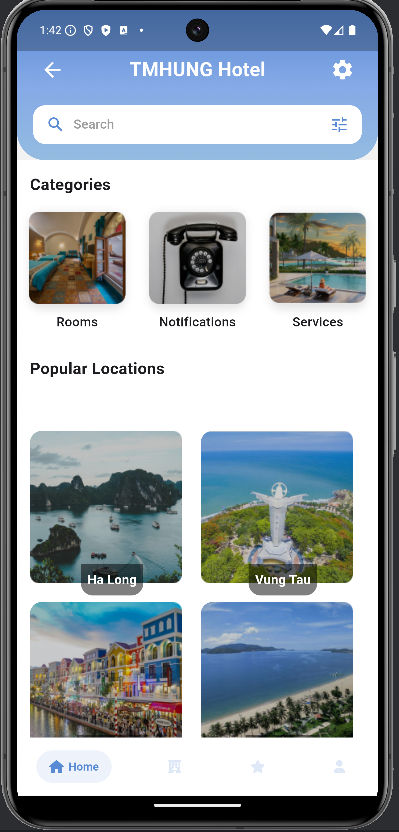 1:42
TMHUNG Hotel
Search
Categories
Rooms
Notifications
Services
Popular Locations
Ha Long
Vung Tau
Home